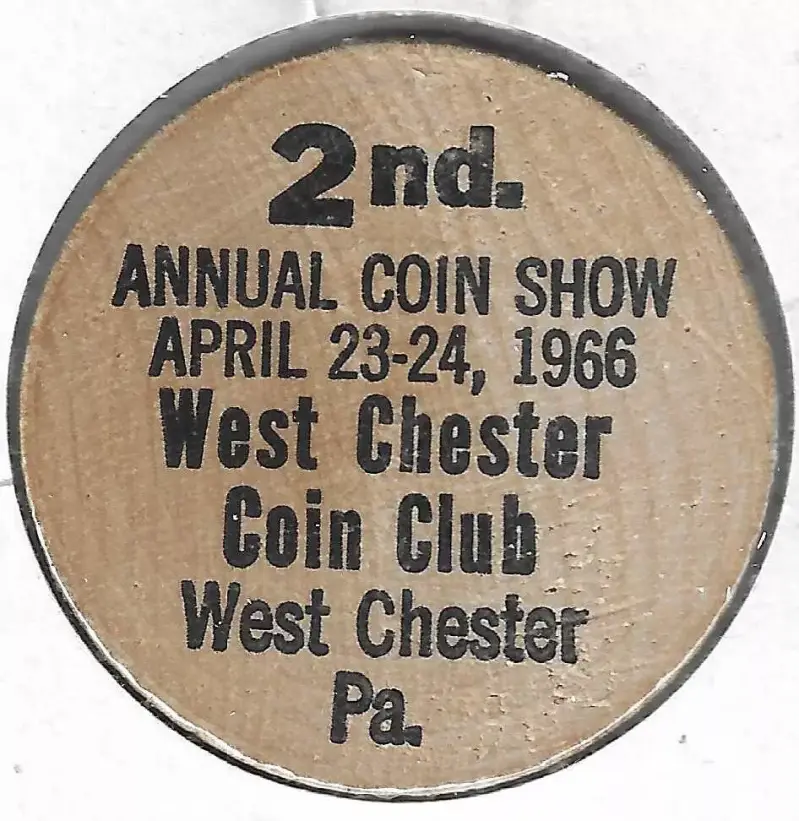 2nd.
ANNUAL COIN SHOW
APRIL 23-24, 1966
West Chester
Coin Club
West Chester
Pa.